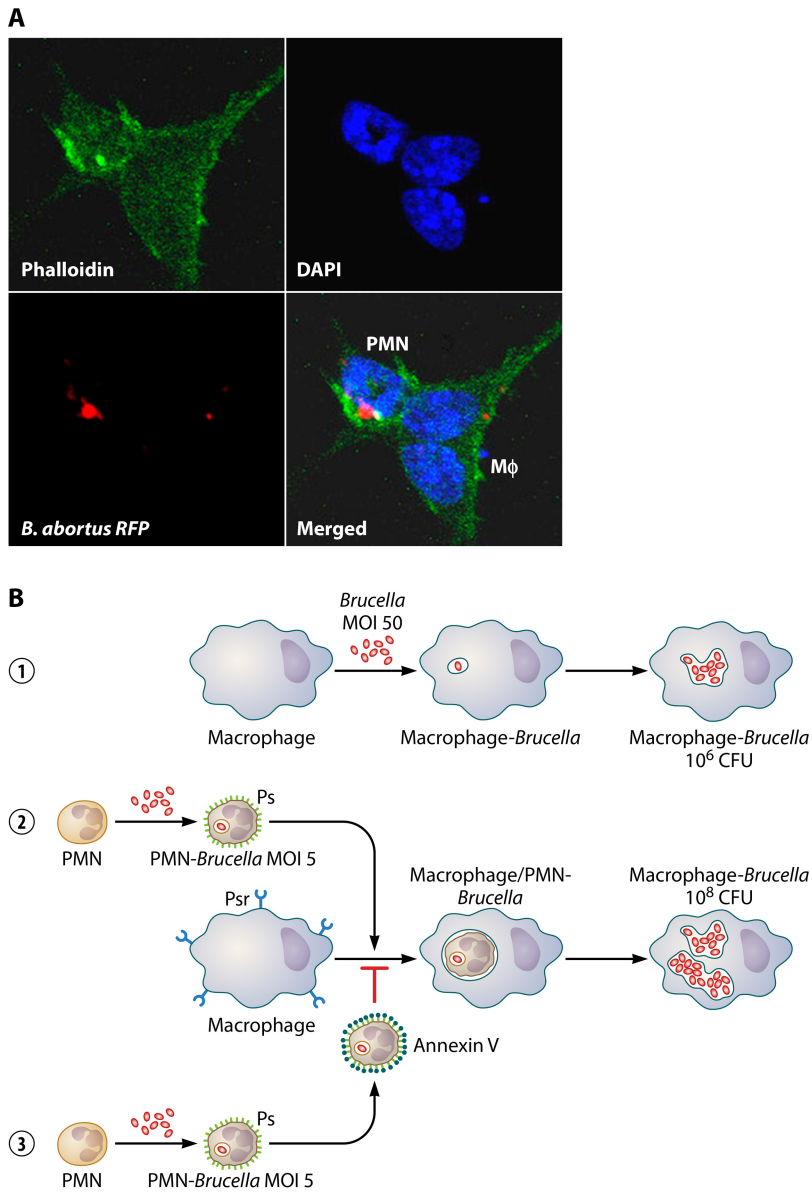 A
Phalloidin
DAPI
B. abortus RFP
PMN
Mϕ
Merged
B
1
Brucella
MOI 50
Macrophage
Macrophage-Brucella
Macrophage-Brucella
10⁶ CFU
2
PMN
Ps
PMN-Brucella MOI 5
Psr
Macrophage
Macrophage/PMN-
Brucella
Macrophage-Brucella
10⁸ CFU
Annexin V
3
PMN
Ps
PMN-Brucella MOI 5